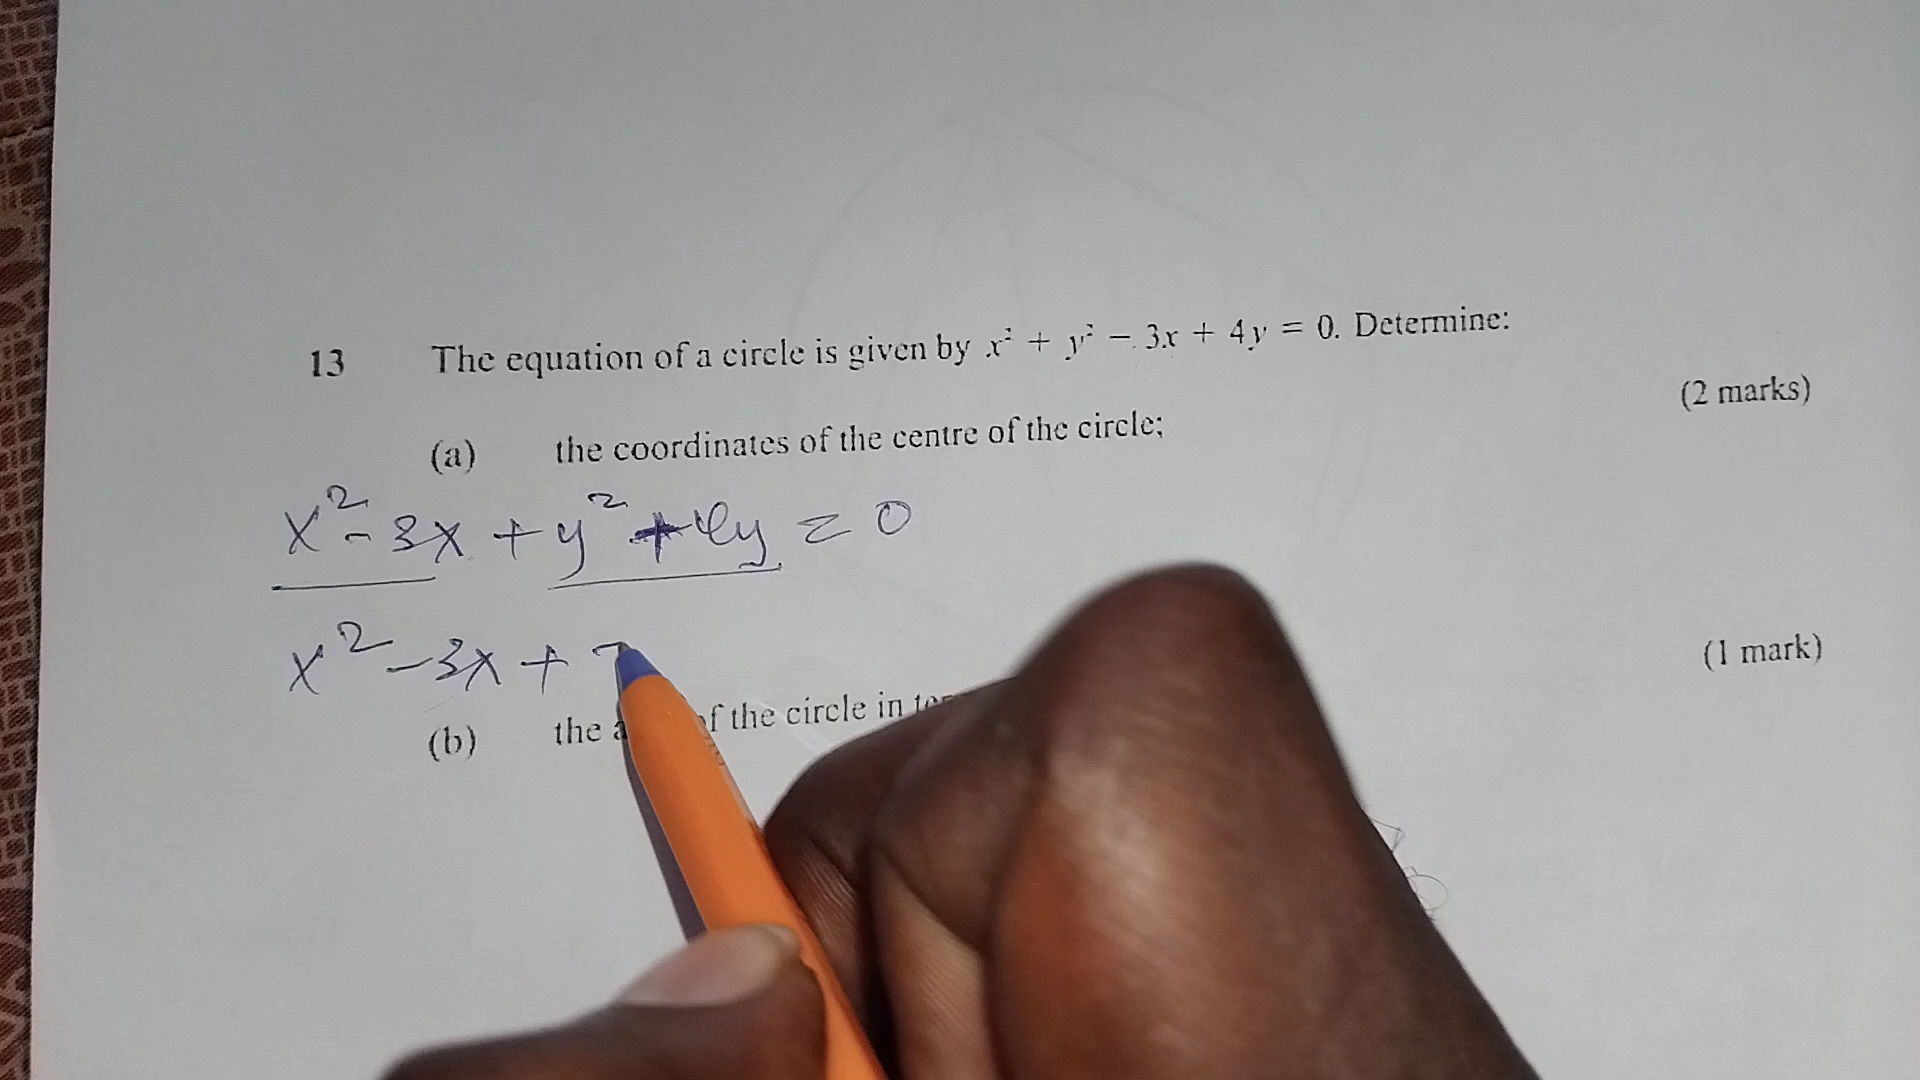 13 The equation of a circle is given by x² + y² − 3x + 4y = 0. Determine:
(2 marks)
(a) the coordinates of the centre of the circle;
x² - 3x + y² + 4y = 0
x² - 3x +
(1 mark)
(b) the of the circle in